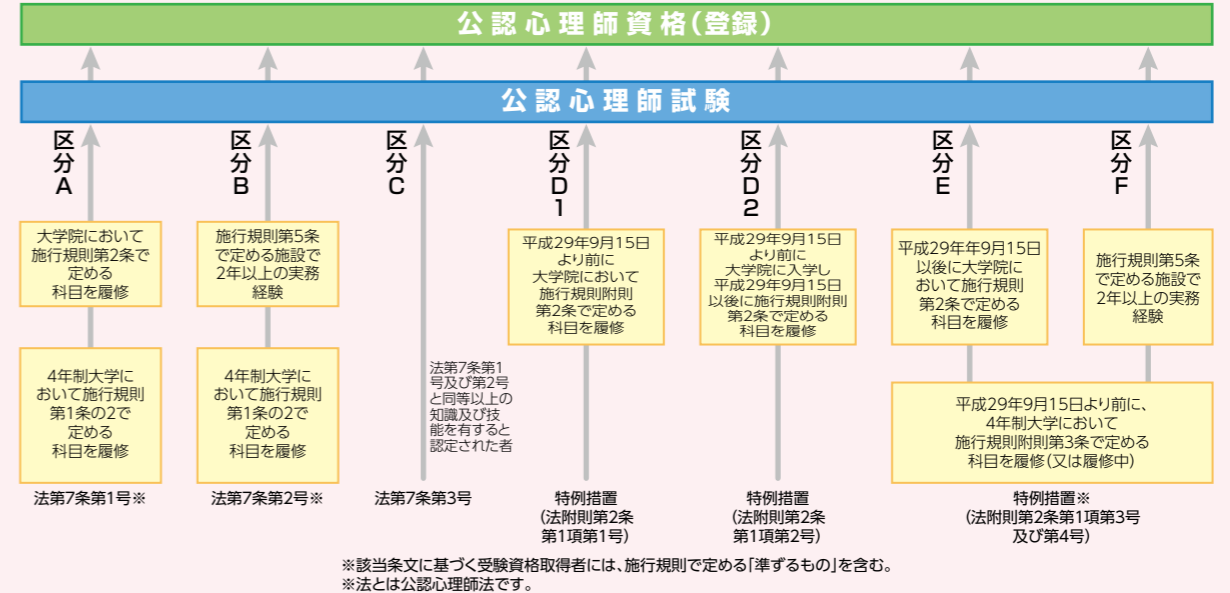 公認心理師資格（登録）
公認心理師試験
区分A
区分B
区分C
区分D1
区分D2
区分E
区分F
大学院において
施行規則第2条で
定める
科目を履修
施行規則第5条
で定める施設で
2年以上の実務
経験
平成29年9月15日
より前に
大学院において
施行規則附則
第2条で定める
科目を履修
平成29年9月15日
より前に
大学院に入学し
平成29年9月15日
以後に施行規則附則
第2条で定める
科目を履修
平成29年年9月15日
以後に大学院に
おいて施行規則
第2条で定める
科目を履修
施行規則第5条
で定める施設で
2年以上の実務
経験
4年制大学に
おいて施行規則
第1条の2で
定める
科目を履修
4年制大学に
おいて施行規則
第1条の2で
定める
科目を履修
法第7条第1
号及び第2号
と同等以上の
知識及び技
能を有すると
認定された者
平成29年9月15日より前に、
4年制大学において
施行規則附則第3条で定める
科目を履修（又は履修中）
法第7条第1号※
法第7条第2号※
法第7条第3号
特例措置
（法附則第2条
第1項第1号）
特例措置
（法附則第2条
第1項第2号）
特例措置※
（法附則第2条第1項第3号
及び第4号）
※該当条文に基づく受験資格取得者には、施行規則で定める「準ずるもの」を含む。
※法とは公認心理師法です。